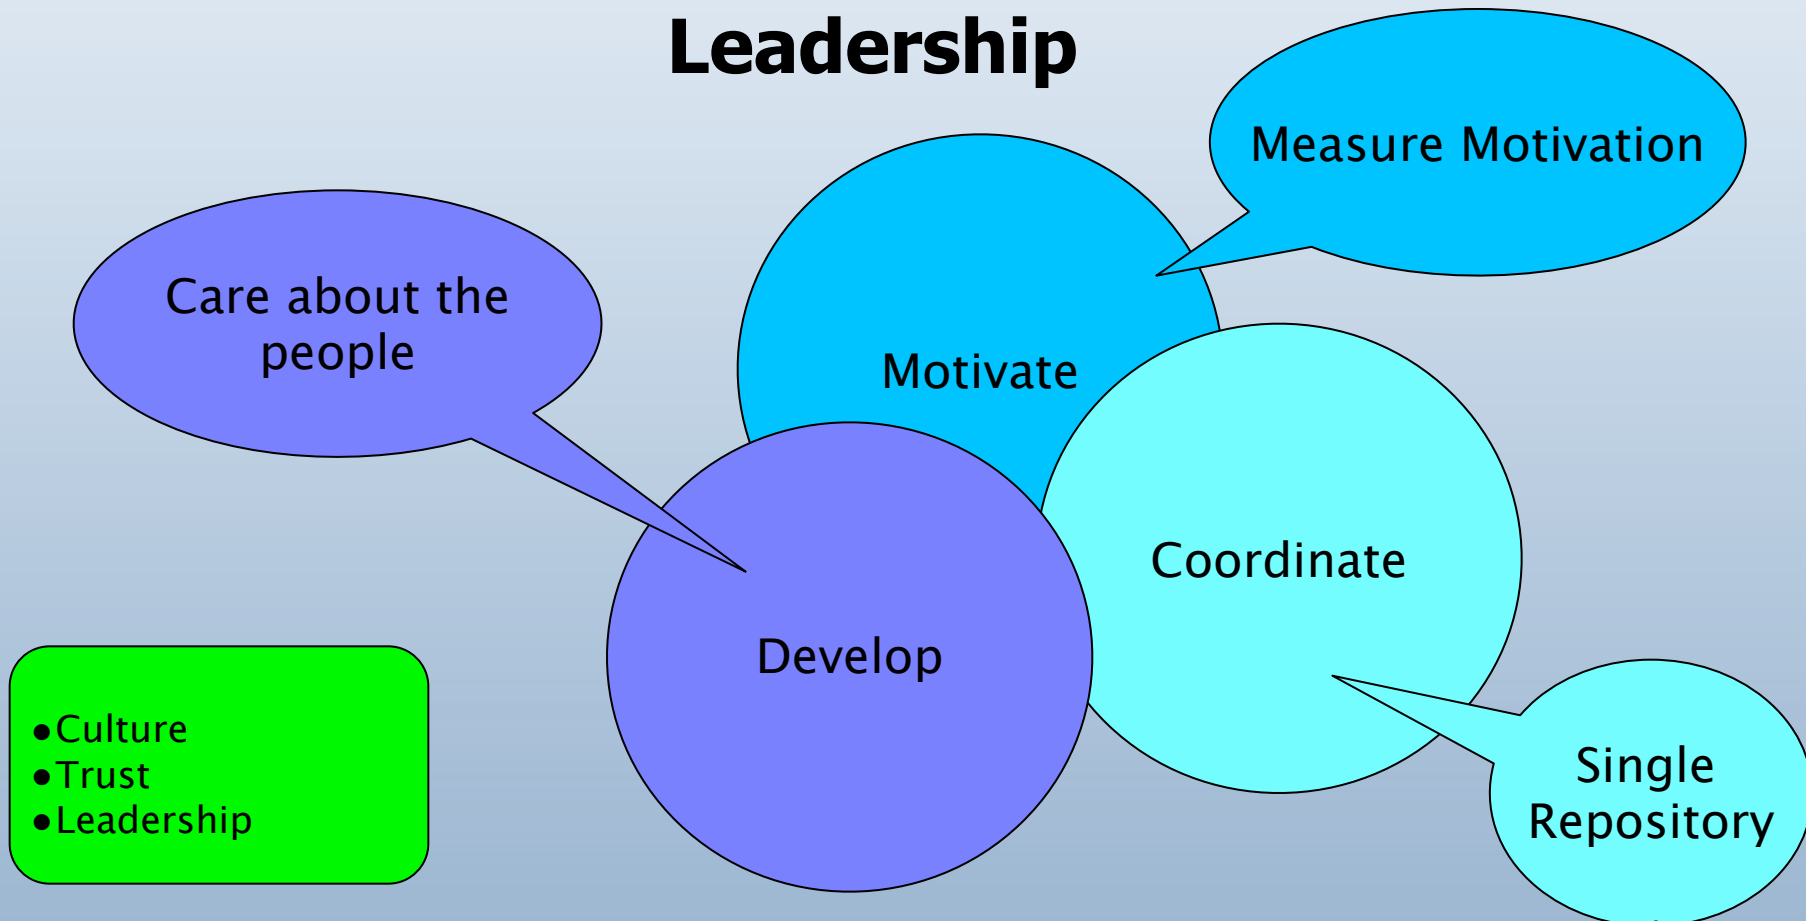 Leadership
Measure Motivation
Care about the
people
Motivate
Coordinate
Develop
●Culture
●Trust
●Leadership
Single
Repository